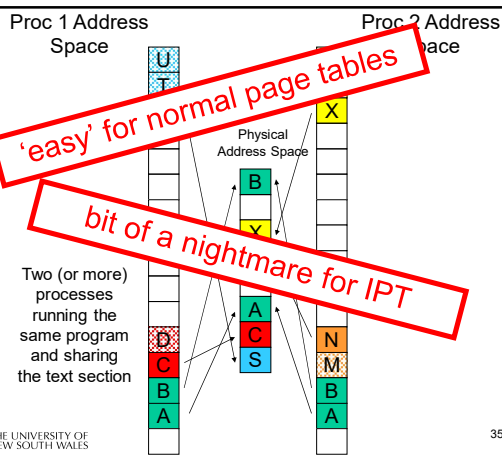 Proc 1 Address
Space
Proc 2 Address
U
T
'easy' for normal page tables
X
Physical
Address Space
B
X
bit of a nightmare for IPT
Two (or more)
processes
running the
same program
and sharing
the text section
A
C
S
D
C
B
A
N
M
B
A
35